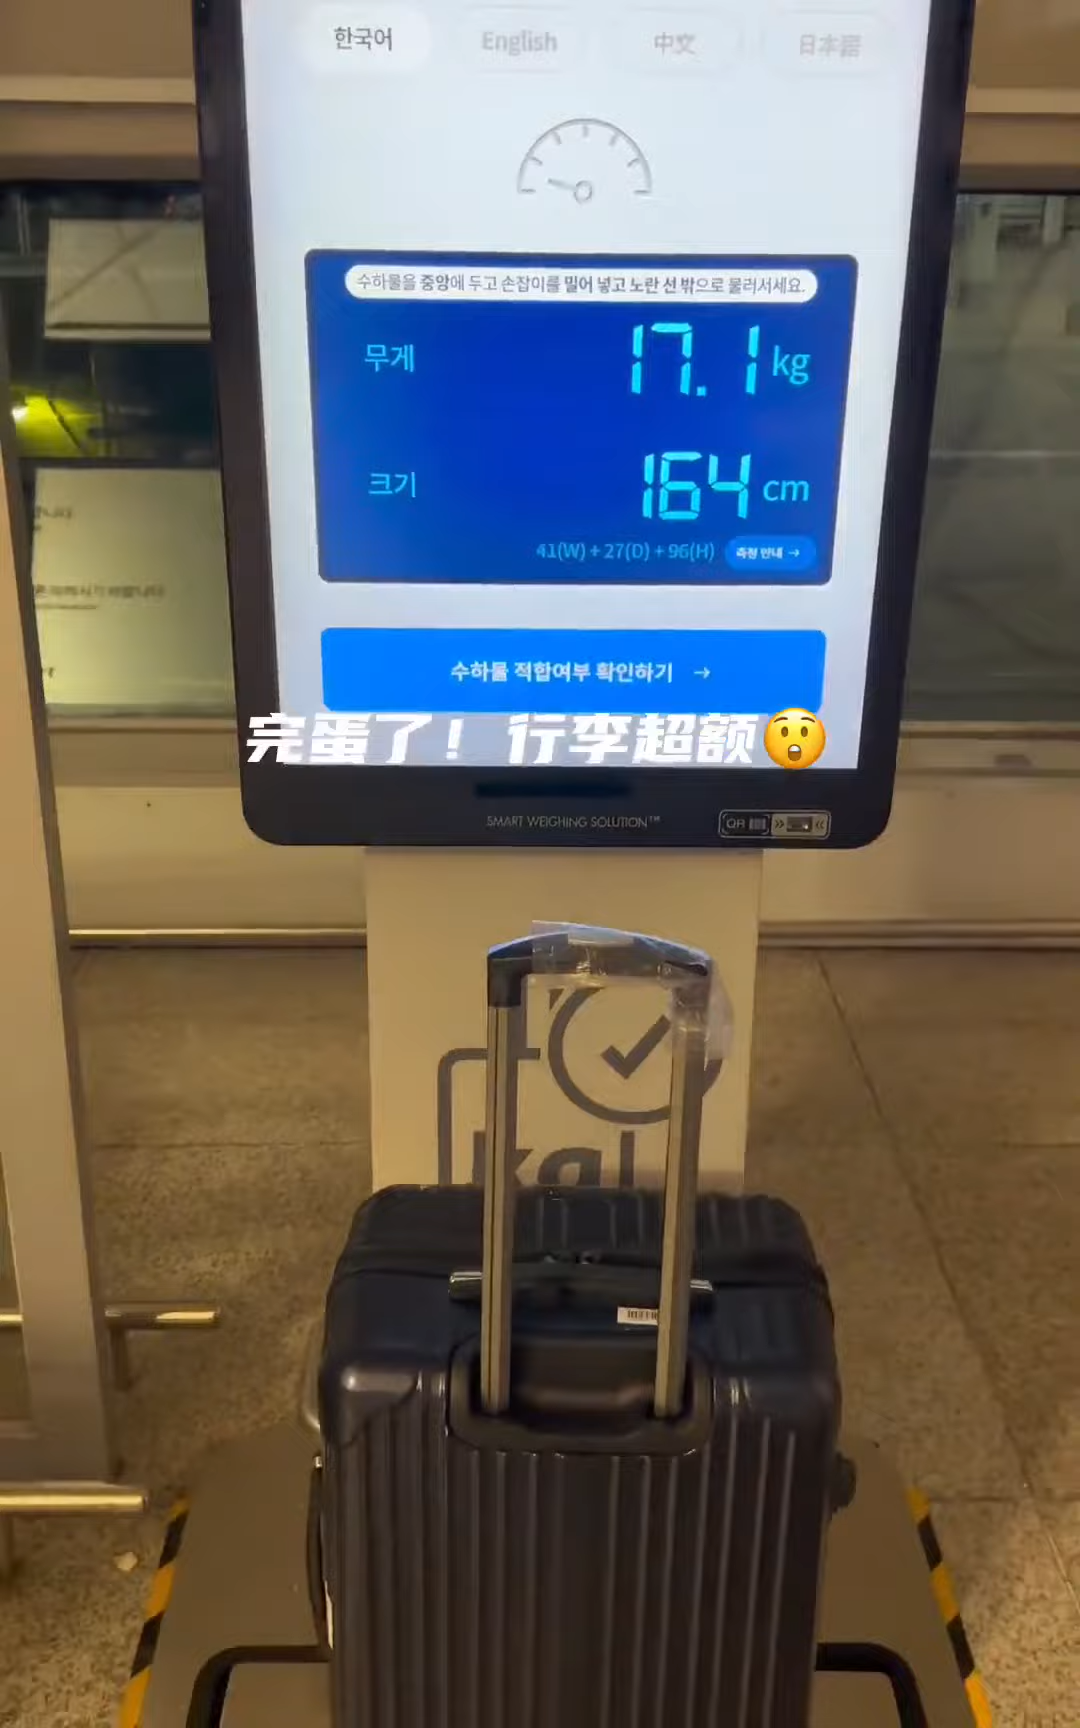 한국어 English 中文 日本語
수하물을 중앙에 두고 손잡이를 밀어 넣고 노란 선 밖으로 물러서세요.
무게 17.1 kg
크기 164 cm
41(W) + 27(D) + 96(H) 측정 안내 →
수하물 적합여부 확인하기 →
完蛋了！行李超额😲
SMART WEIGHING SOLUTION™
QR
kg